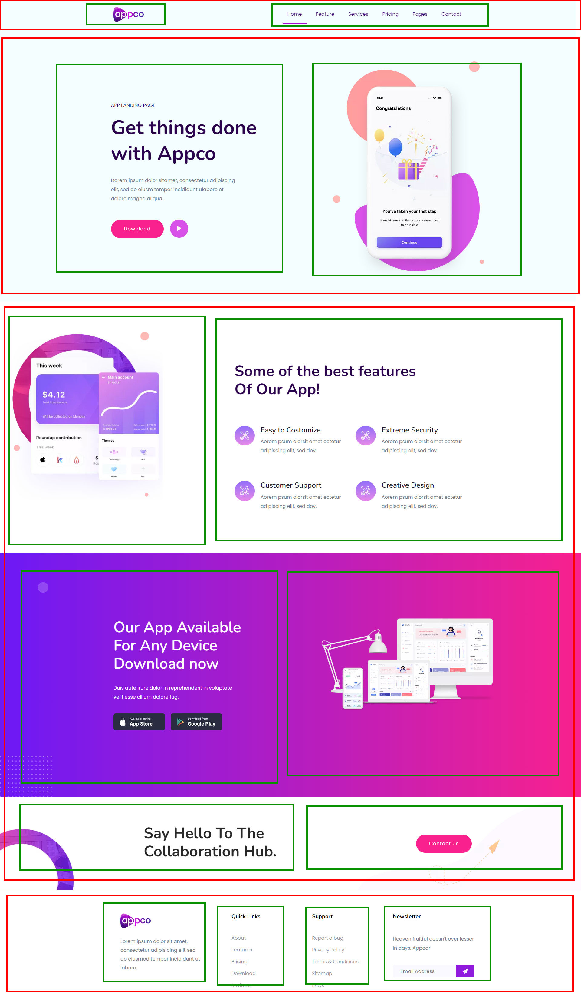 appco
Home Feature Services Pricing Pages Contact
APP LANDING PAGE
Get things done
with Appco
Dorem ipsum dolor sitamet, consectetur adipiscing
elit, sed do eiusm tempor incididunt ulabore et
dolore magna aliqua.
Download
9:41
Congratulations
You've taken your frist step
It might take a while for your transactions
to be visible
Continue
This week
$4.12
Total Contributions
Will be collected on Monday
Roundup contribution
This week
$
Rou
Main account
$ 1703.21
Available balance
$ 1996.76
Highest point : $ 1702.32
Themes
Technology
Asia
Health
Add
Some of the best features
Of Our App!
Easy to Costomize
Aorem psum olorsit amet ectetur
adipiscing elit, sed dov.
Extreme Security
Aorem psum olorsit amet ectetur
adipiscing elit, sed dov.
Customer Support
Aorem psum olorsit amet ectetur
adipiscing elit, sed dov.
Creative Design
Aorem psum olorsit amet ectetur
adipiscing elit, sed dov.
Our App Available
For Any Device
Download now
Duis aute irure dolor in reprehenderit in voluptate
velit esse cillum dolore fug.
Available on the
App Store
Download from
Google Play
Say Hello To The
Collaboration Hub.
Contact Us
appco
Lorem ipsum dolor sit amet,
consectetur adipisicing elit sed
do eiusmod tempor incididunt ut
labore.
Quick Links
About
Features
Pricing
Download
Reviews
Support
Report a bug
Privacy Policy
Terms & Conditions
Sitemap
FAQs
Newsletter
Heaven fruitful doesn't over lesser
in days. Appear
Email Address